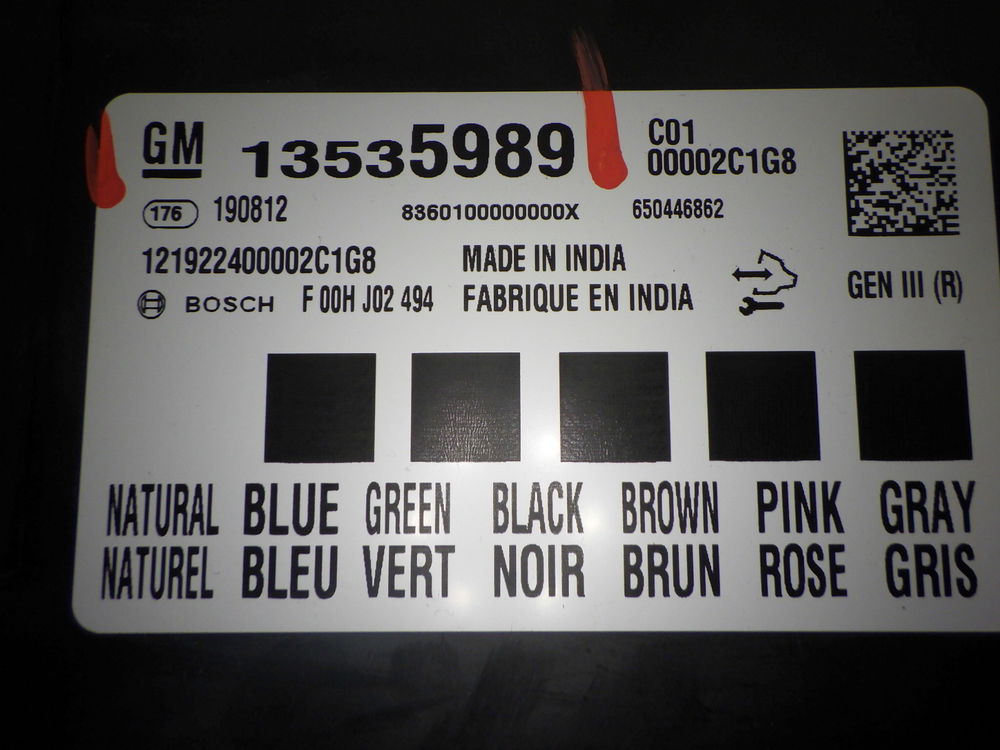 GM 13535989 C01
00002C1G8
176 190812 8360100000000X 650446862
121922400002C1G8 MADE IN INDIA
BOSCH F 00H J02 494 FABRIQUE EN INDIA GEN III (R)
NATURAL BLUE GREEN BLACK BROWN PINK GRAY
NATUREL BLEU VERT NOIR BRUN ROSE GRIS